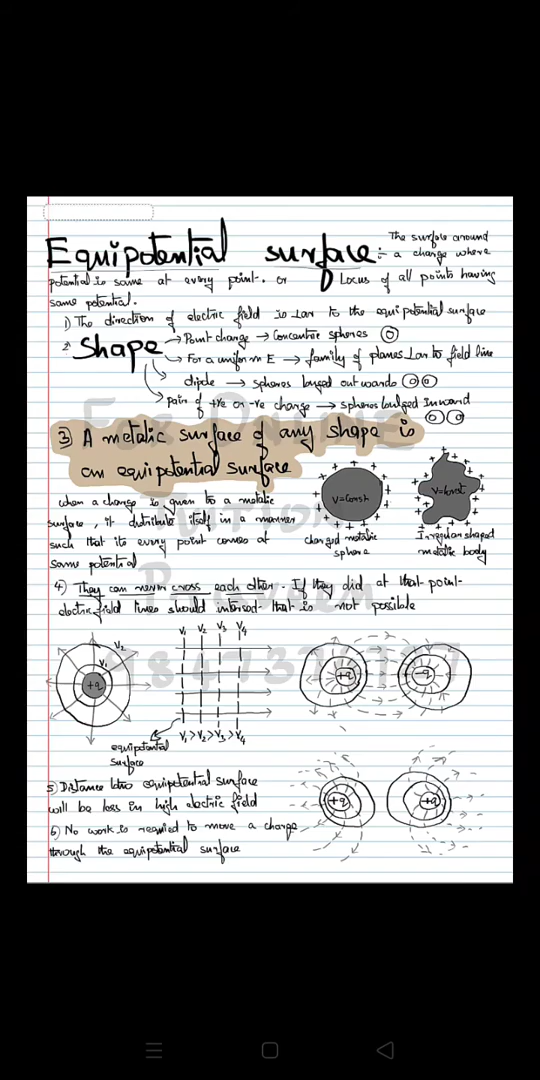 Equipotential surface :- The surface around
a charge where
potential is same at every point. or Locus of all points having
same potential.
1) The direction of electric field is ⊥ar to the equipotential surface
2) Shape → Point charge → Concentric spheres
→ For a uniform E → family of planes ⊥ar to field line
dipole → spheres bulged outwards
pair of +ve or -ve charge → spheres bulged Inward
3) A metalic surface of any shape is
an equipotential surface
when a charge is given to a metalic
surface, it distribute itself in a manner
such that its every point comes at
same potential
V=const
V=const
charged metalic
sphere
Irregular shaped
metalic body
4) They can never cross each other. If they did at that point
electric field lines should intersect that is not possible
V1
V2
+q
V1 V2 V3 V4
V1 > V2 > V3 > V4
equipotential
surface
+q
-q
5) Distance b/w equipotential surface
will be less in high electric field
6) No work is required to move a charge
through the equipotential surface
+q
+q